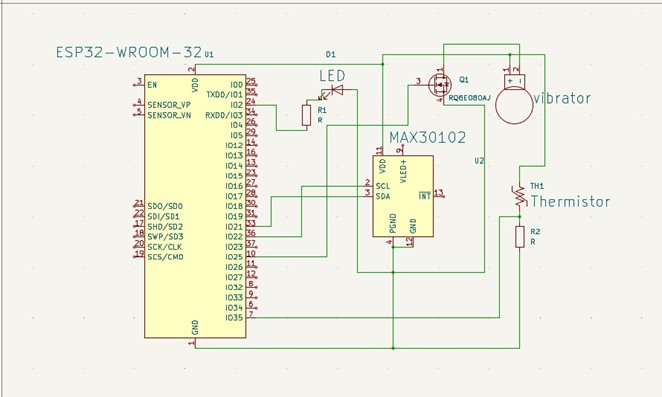 ESP32-WROOM-32 U1
D1
LED
2
VDD
3 EN
4 SENSOR_VP
5 SENSOR_VN
21 SDO/SD0
22 SDI/SD1
17 SHD/SD2
18 SWP/SD3
20 SCK/CLK
19 SCS/CMD
IO0 25
TXD0/IO1 35
IO2 24
RXD0/IO3 34
IO4 26
IO5 29
IO12 14
IO13 16
IO14 13
IO15 23
IO16 27
IO17 28
IO18 30
IO19 31
IO21 33
IO22 36
IO23 37
IO25 10
IO26 11
IO27 12
IO32 8
IO33 9
IO34 6
IO35 7
GND
1
R1
R
Q1
RQ6E080AJ
1
3
4
1 2
+ -
vibrator
MAX30102
U2
11 9
VDD VLED+
2 SCL
3 SDA
INT 13
PGND GND
4 12
TH1
Thermistor
R2
R